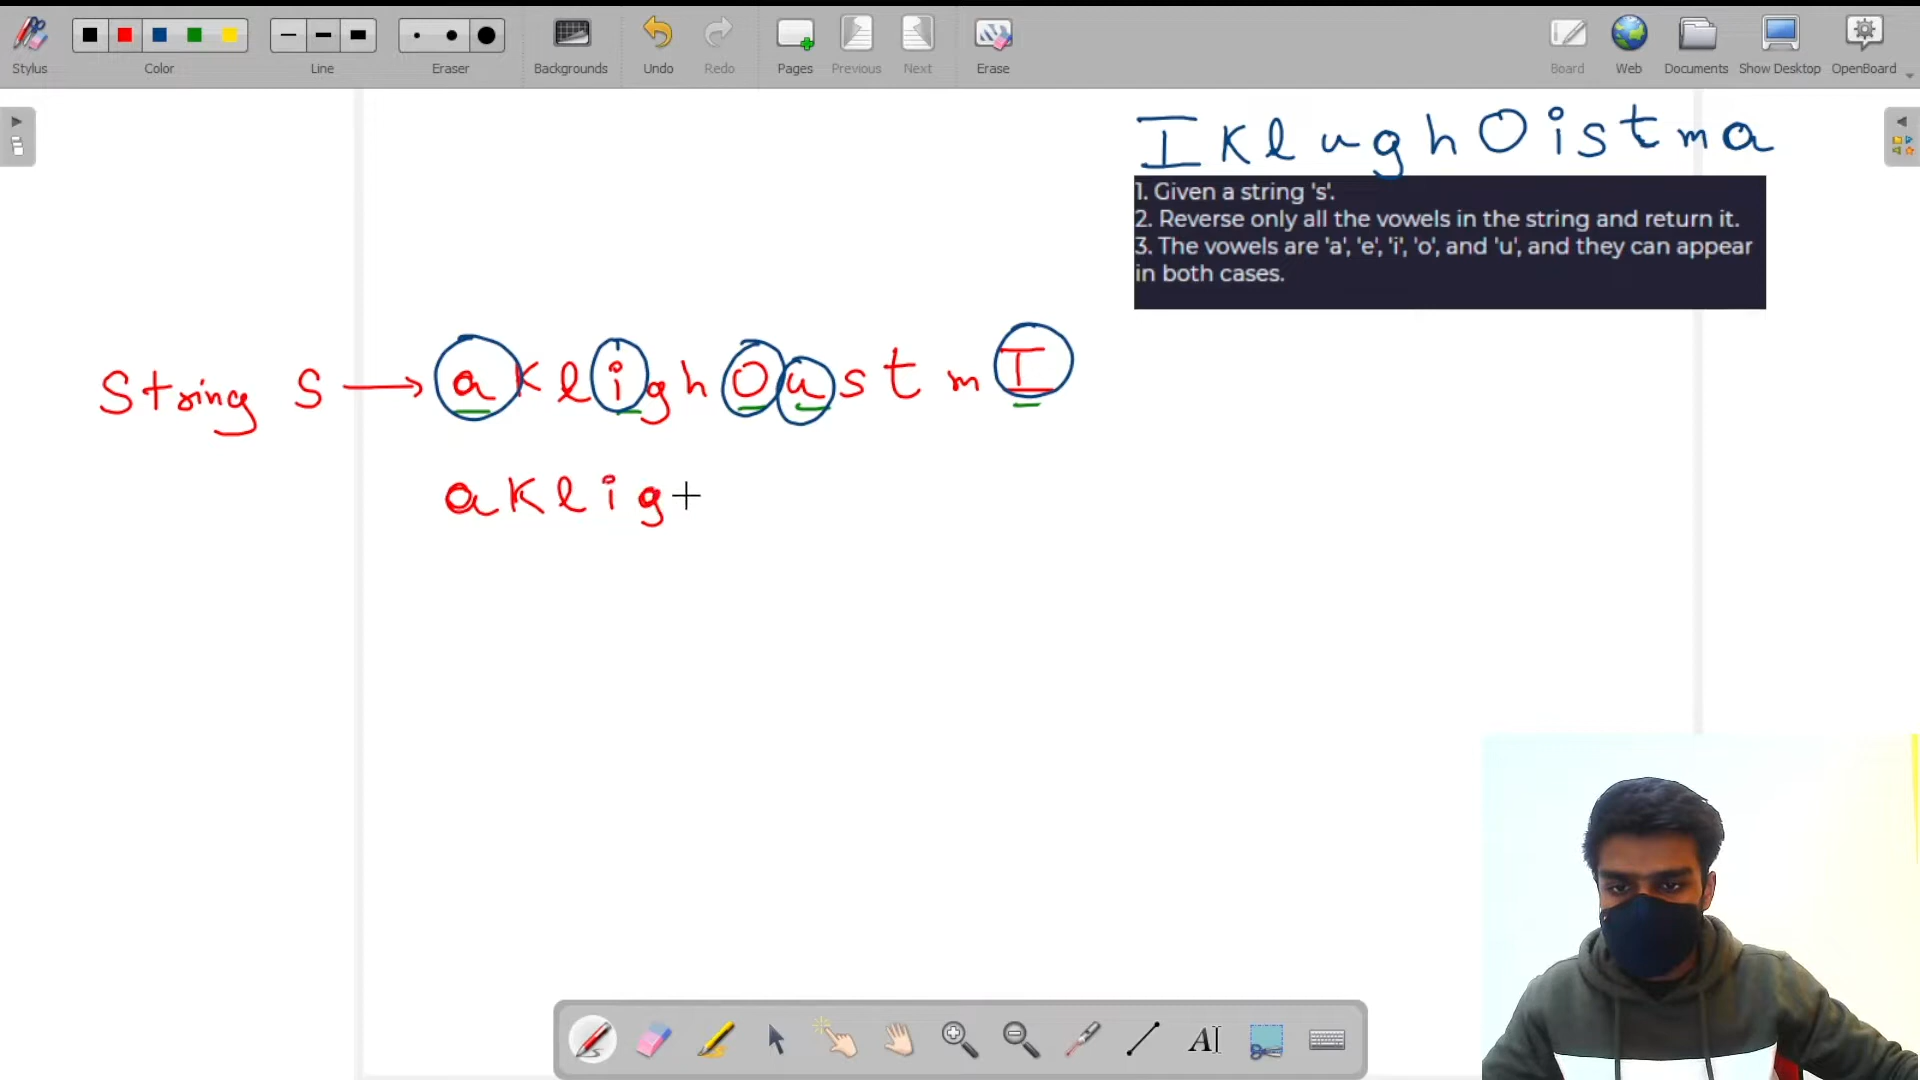 Stylus Color Line Eraser Backgrounds Undo Redo Pages Previous Next Erase Board Web Documents Show Desktop OpenBoard
I k l u g h O i s t m a
1. Given a string 's'.
2. Reverse only all the vowels in the string and return it.
3. The vowels are 'a', 'e', 'i', 'o', and 'u', and they can appear
in both cases.
String S → a k l i g h O u s t m I
a k l i g